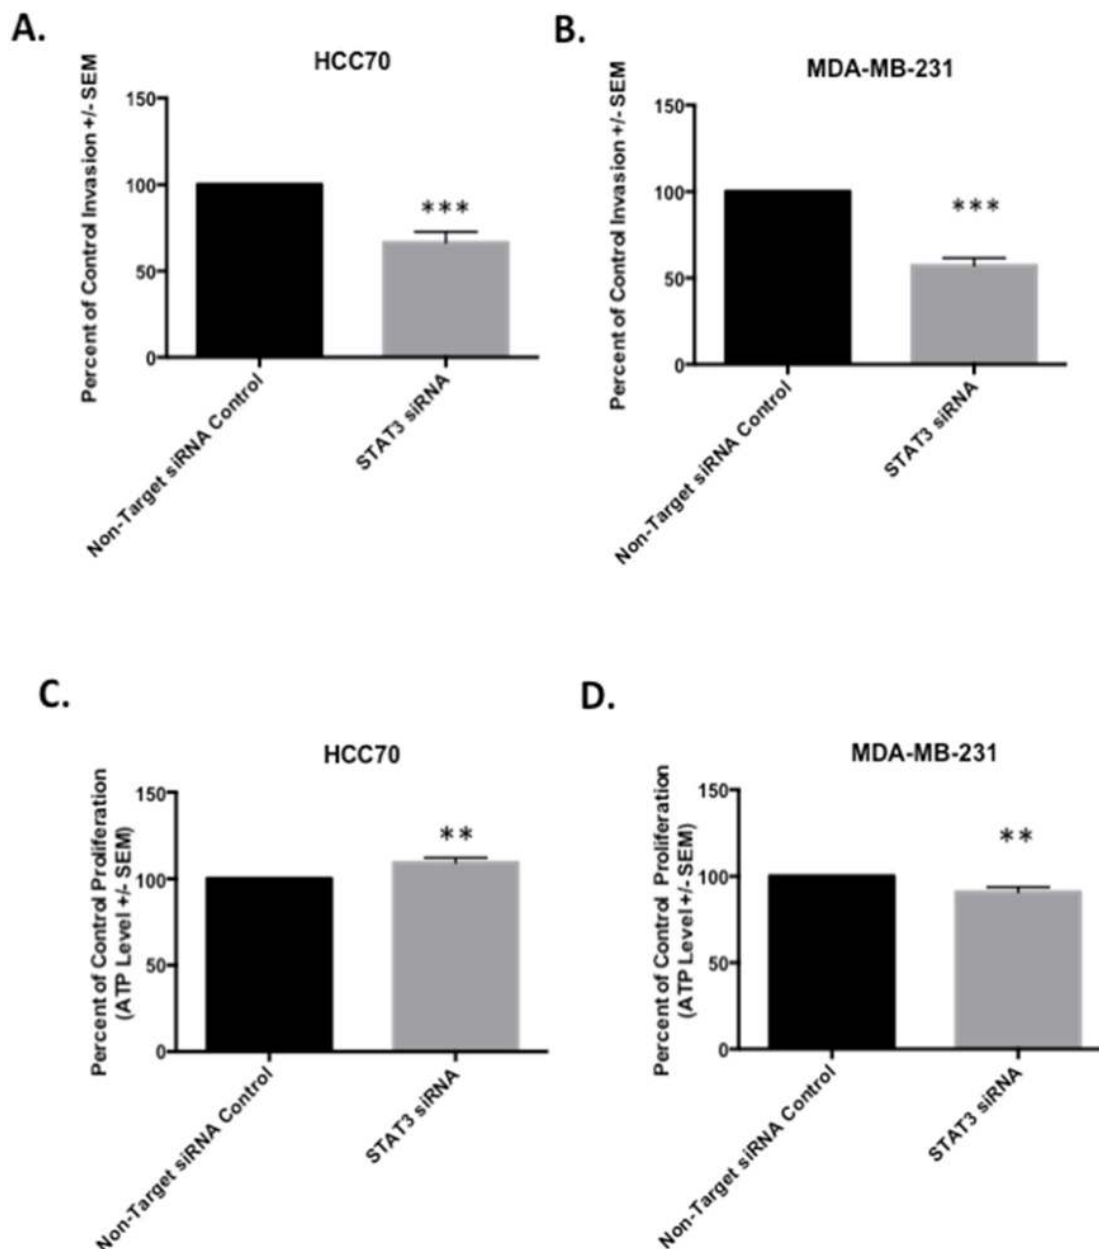 A.
HCC70
Percent of Control Invasion +/- SEM
150
100
50
0
***
Non-Target siRNA Control
STAT3 siRNA
B.
MDA-MB-231
Percent of Control Invasion +/- SEM
150
100
50
0
***
Non-Target siRNA Control
STAT3 siRNA
C.
HCC70
Percent of Control Proliferation
(ATP Level +/- SEM)
150
100
50
0
**
Non-Target siRNA Control
STAT3 siRNA
D.
MDA-MB-231
Percent of Control Proliferation
(ATP Level +/- SEM)
150
100
50
0
**
Non-Target siRNA Control
STAT3 siRNA